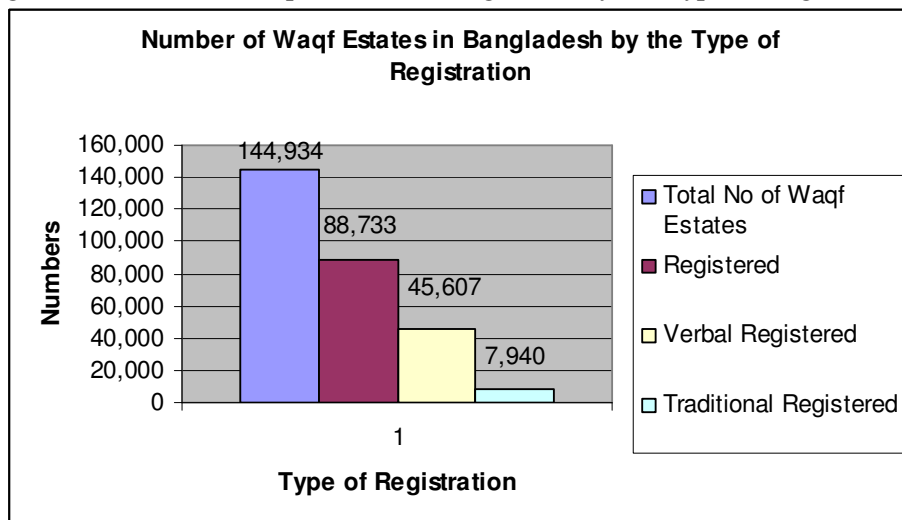 Number of Waqf Estates in Bangladesh by the Type of
Registration
160,000
140,000
120,000
100,000
80,000
60,000
40,000
20,000
0
Numbers
144,934
88,733
45,607
7,940
1
Type of Registration
Total No of Waqf
Estates
Registered
Verbal Registered
Traditional Registered